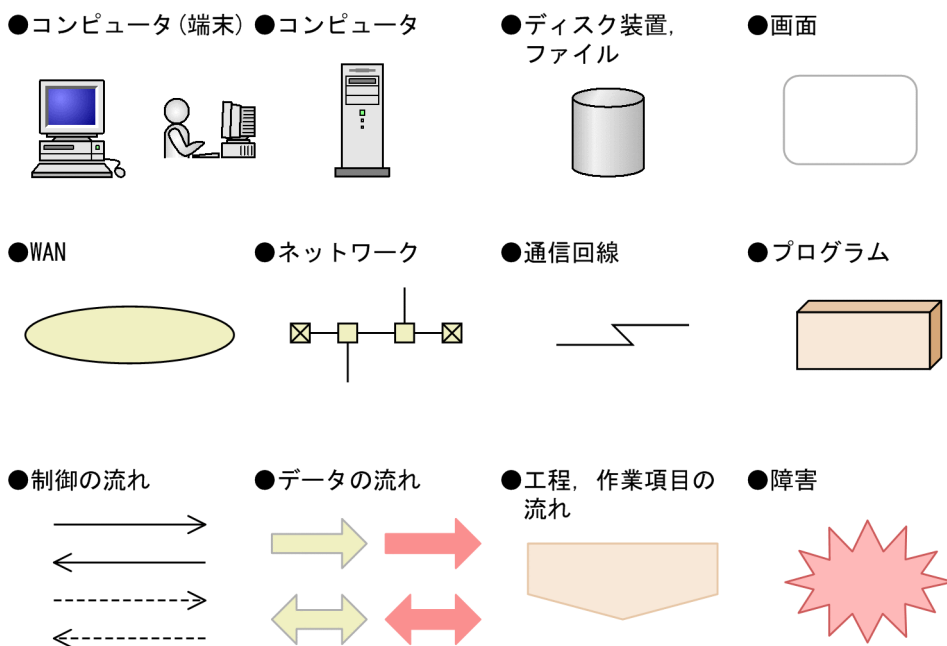 ●コンピュータ(端末)
●コンピュータ
●ディスク装置,
ファイル
●画面
●WAN
●ネットワーク
●通信回線
●プログラム
●制御の流れ
●データの流れ
●工程, 作業項目の
流れ
●障害